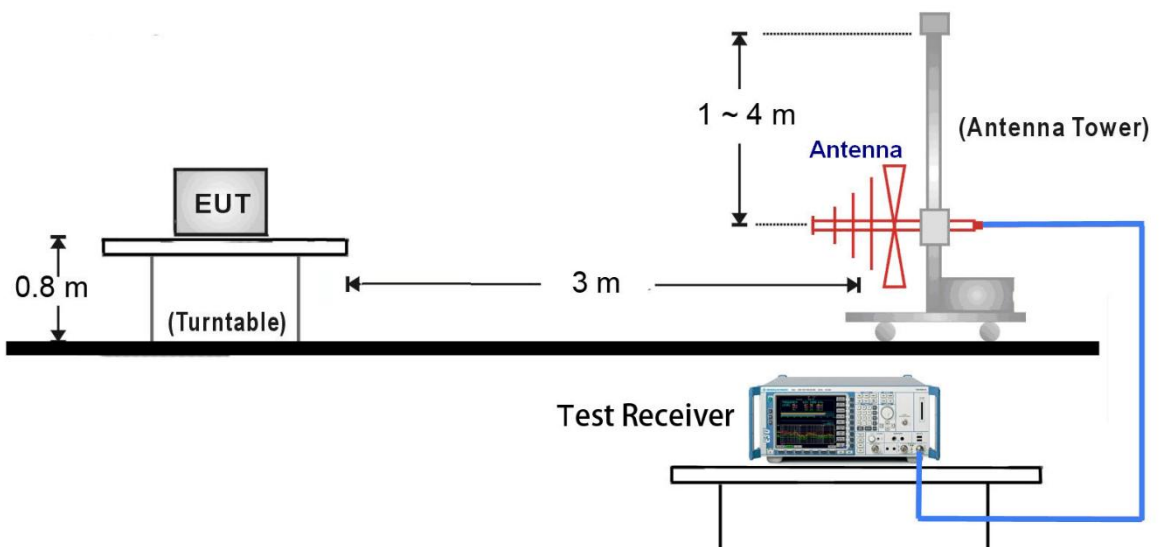 1 ~ 4 m
(Antenna Tower)
Antenna
EUT
0.8 m
3 m
(Turntable)
Test Receiver